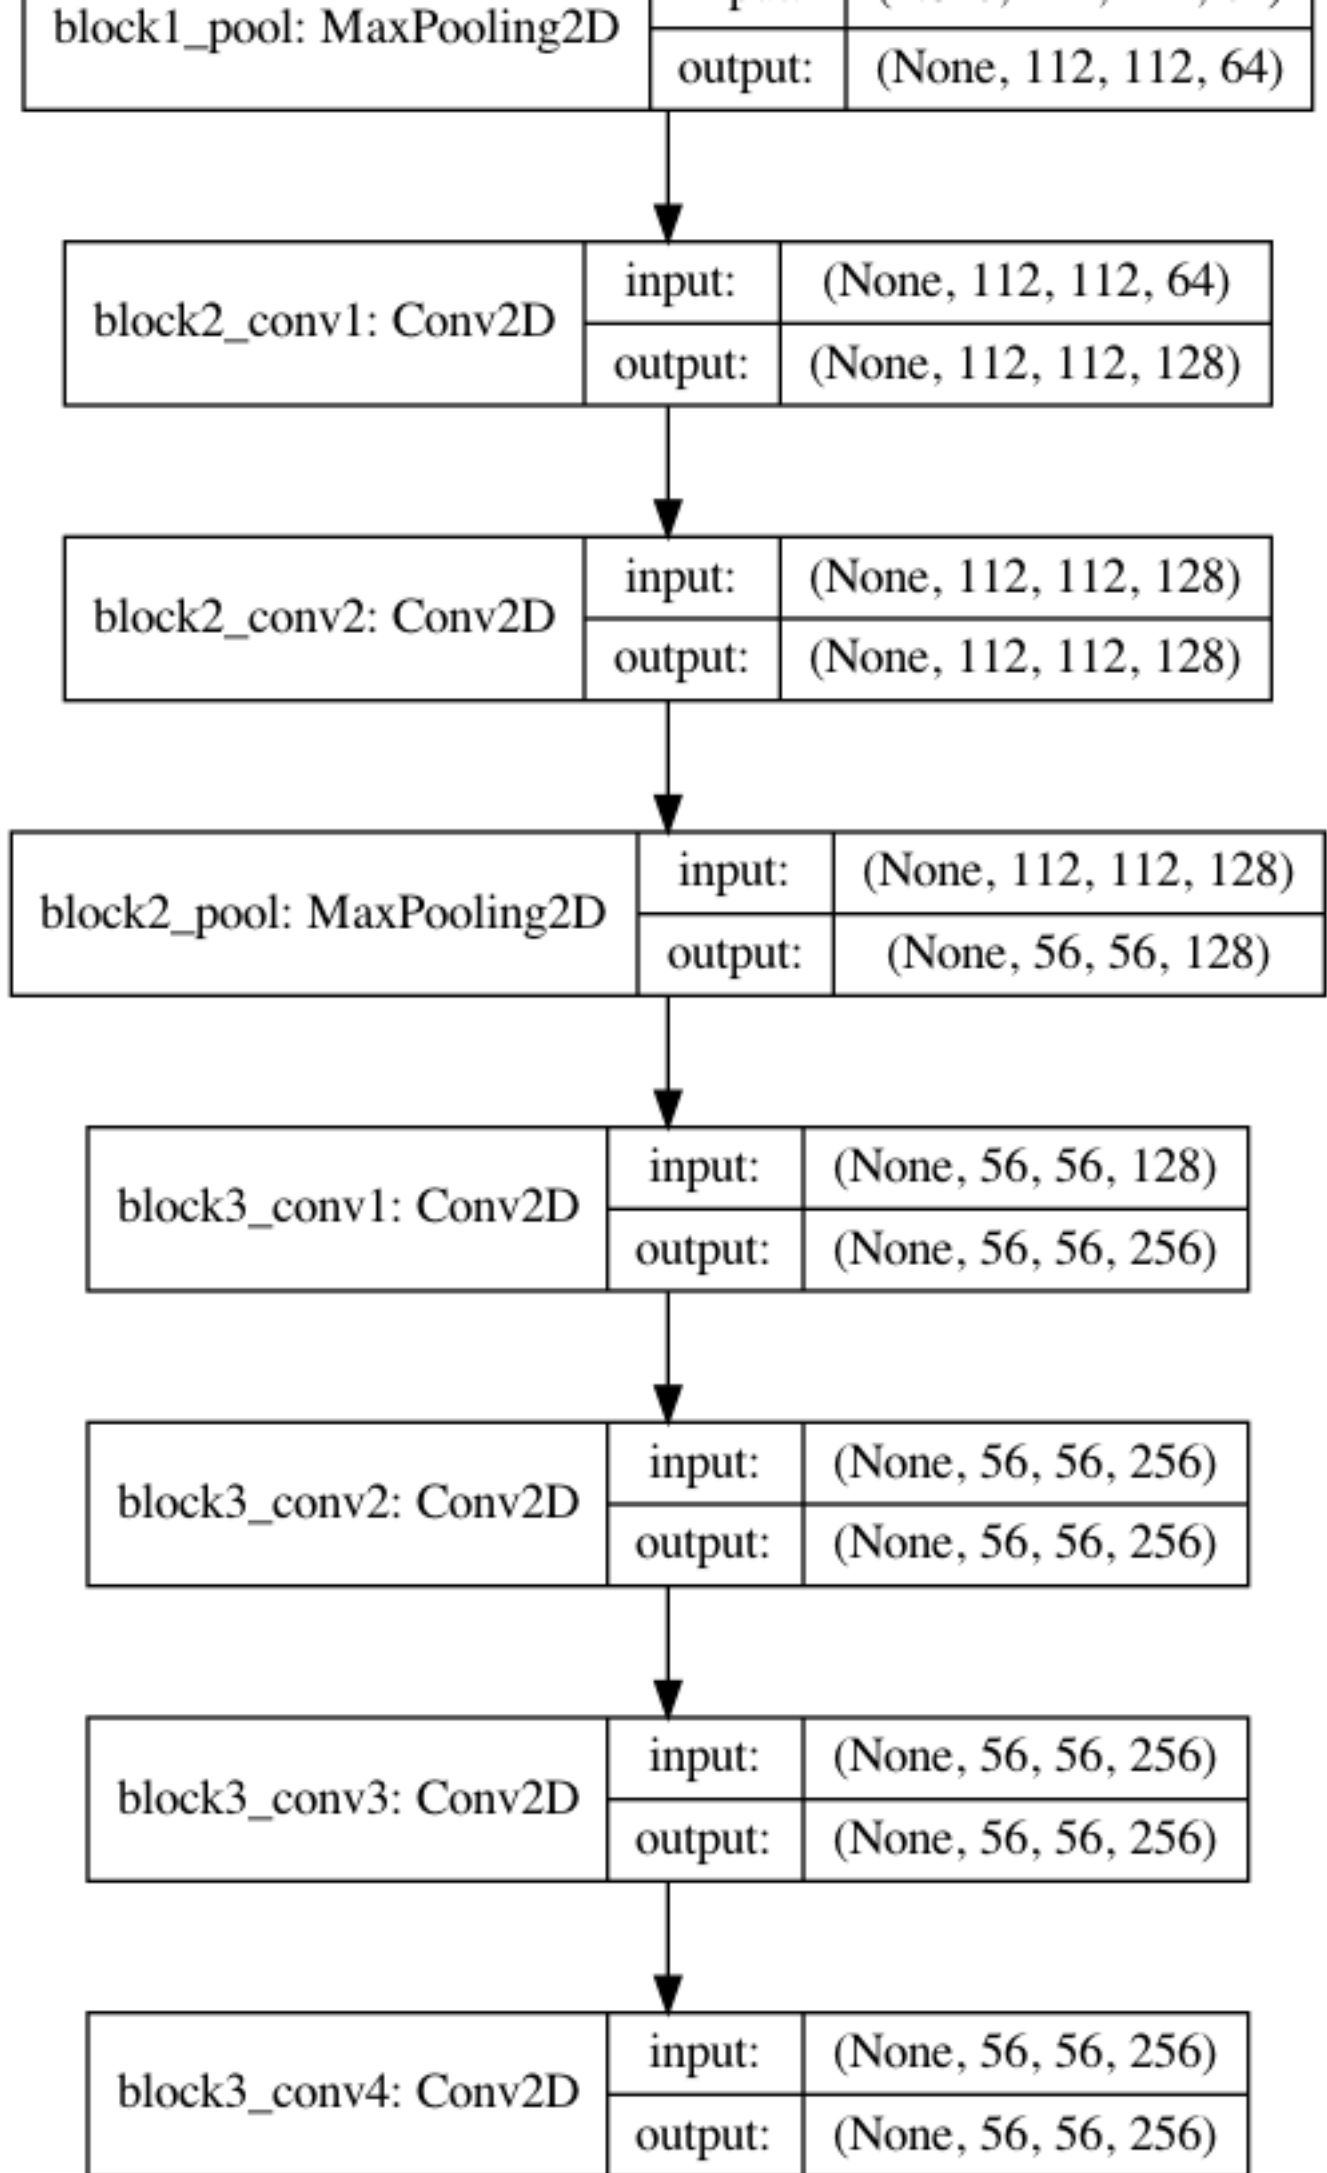 block1_pool: MaxPooling2D
output: (None, 112, 112, 64)
block2_conv1: Conv2D
input: (None, 112, 112, 64)
output: (None, 112, 112, 128)
block2_conv2: Conv2D
input: (None, 112, 112, 128)
output: (None, 112, 112, 128)
block2_pool: MaxPooling2D
input: (None, 112, 112, 128)
output: (None, 56, 56, 128)
block3_conv1: Conv2D
input: (None, 56, 56, 128)
output: (None, 56, 56, 256)
block3_conv2: Conv2D
input: (None, 56, 56, 256)
output: (None, 56, 56, 256)
block3_conv3: Conv2D
input: (None, 56, 56, 256)
output: (None, 56, 56, 256)
block3_conv4: Conv2D
input: (None, 56, 56, 256)
output: (None, 56, 56, 256)